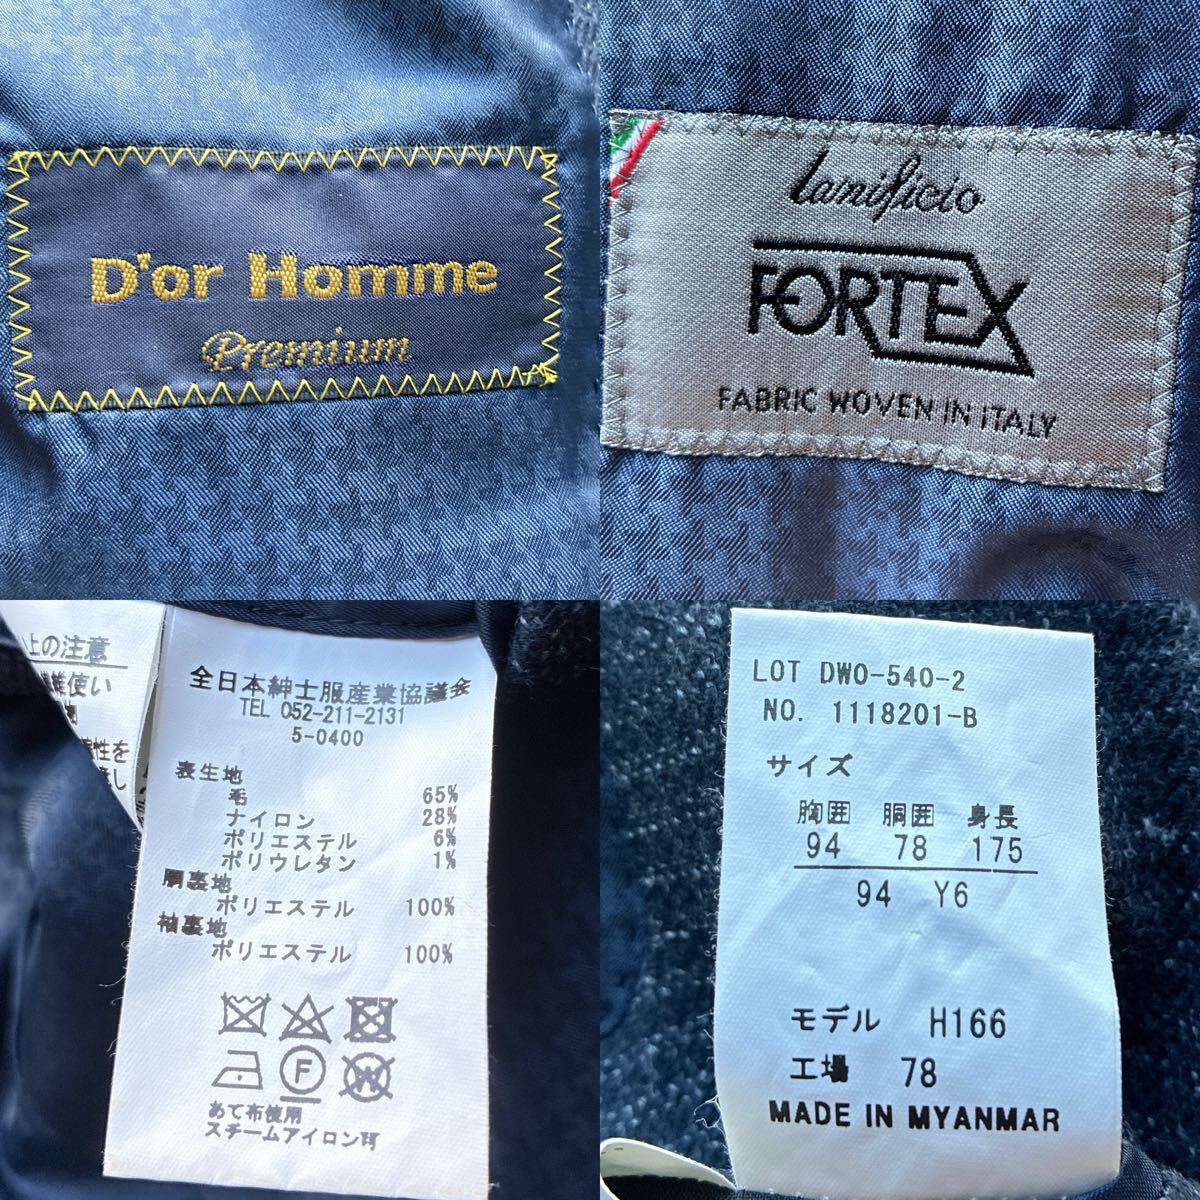 D'or Homme
Premium
lanificio
FORTEX
FABRIC WOVEN IN ITALY
上の注意
使い
性を
全日本紳士服産業協議会
TEL 052-211-2131
5-0400
表生地
毛 65%
ナイロン 28%
ポリエステル 6%
ポリウレタン 1%
胴裏地
ポリエステル 100%
袖裏地
ポリエステル 100%
F
W
あて布使用
スチームアイロン可
LOT DWO-540-2
NO. 1118201-B
サイズ
胸囲 胴囲 身長
94 78 175
94 Y6
モデル H166
工場 78
MADE IN MYANMAR